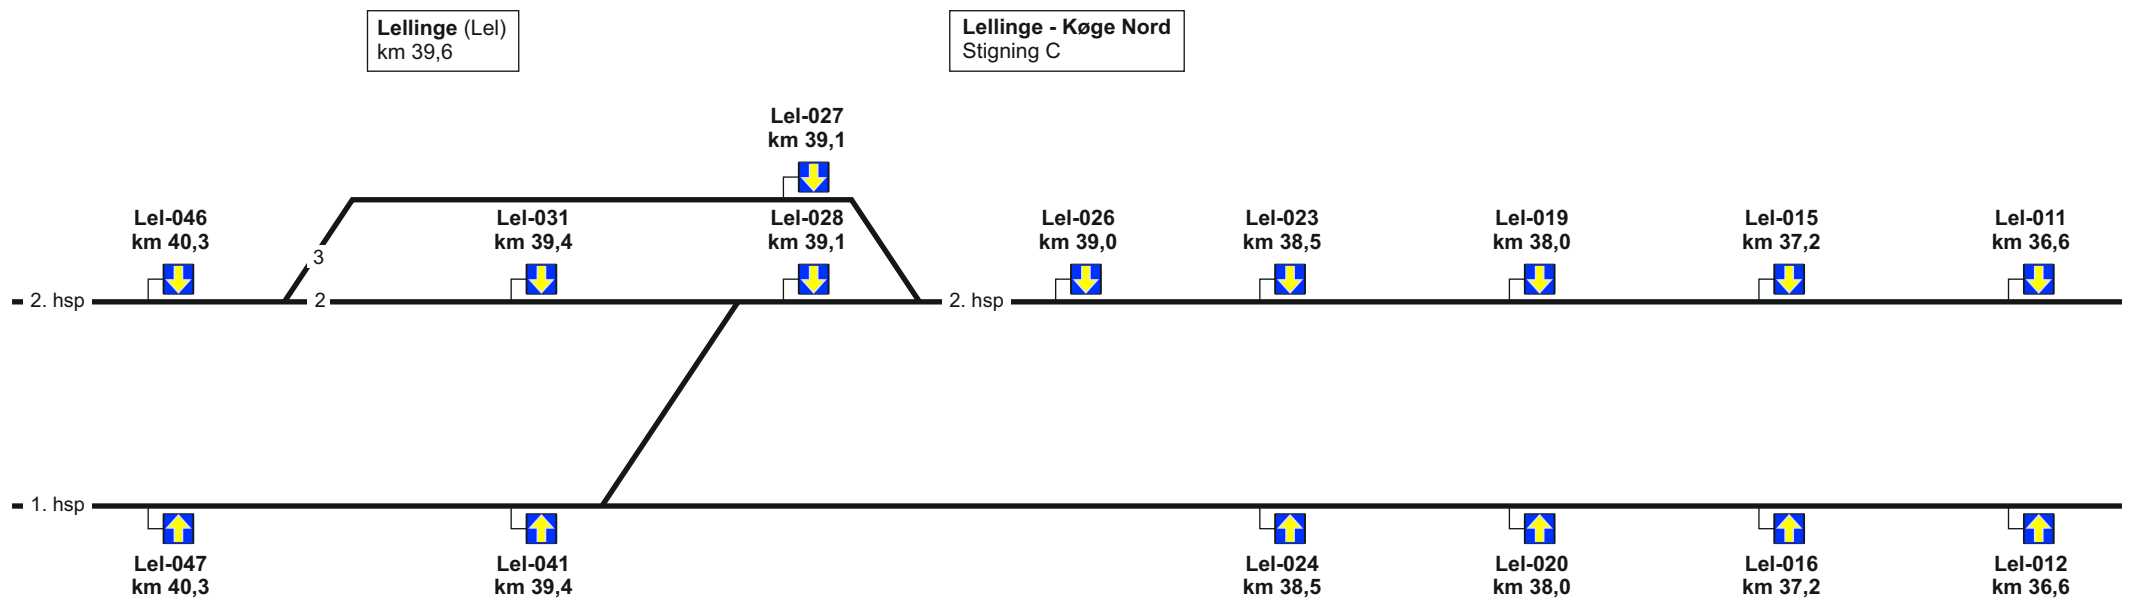 Lellinge (Lel)
km 39,6
Lellinge - Køge Nord
Stigning C
Lel-027
km 39,1
Lel-046
km 40,3
Lel-031
km 39,4
Lel-028
km 39,1
Lel-026
km 39,0
Lel-023
km 38,5
Lel-019
km 38,0
Lel-015
km 37,2
Lel-011
km 36,6
3
2. hsp
2
2. hsp
1. hsp
Lel-047
km 40,3
Lel-041
km 39,4
Lel-024
km 38,5
Lel-020
km 38,0
Lel-016
km 37,2
Lel-012
km 36,6